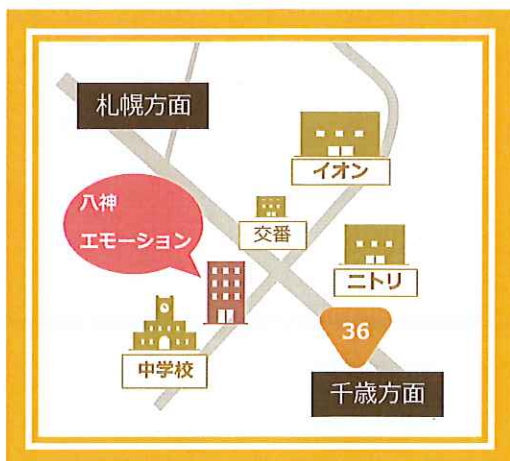 札幌方面
イオン
八神
エモーション
交番
ニトリ
中学校
36
千歳方面